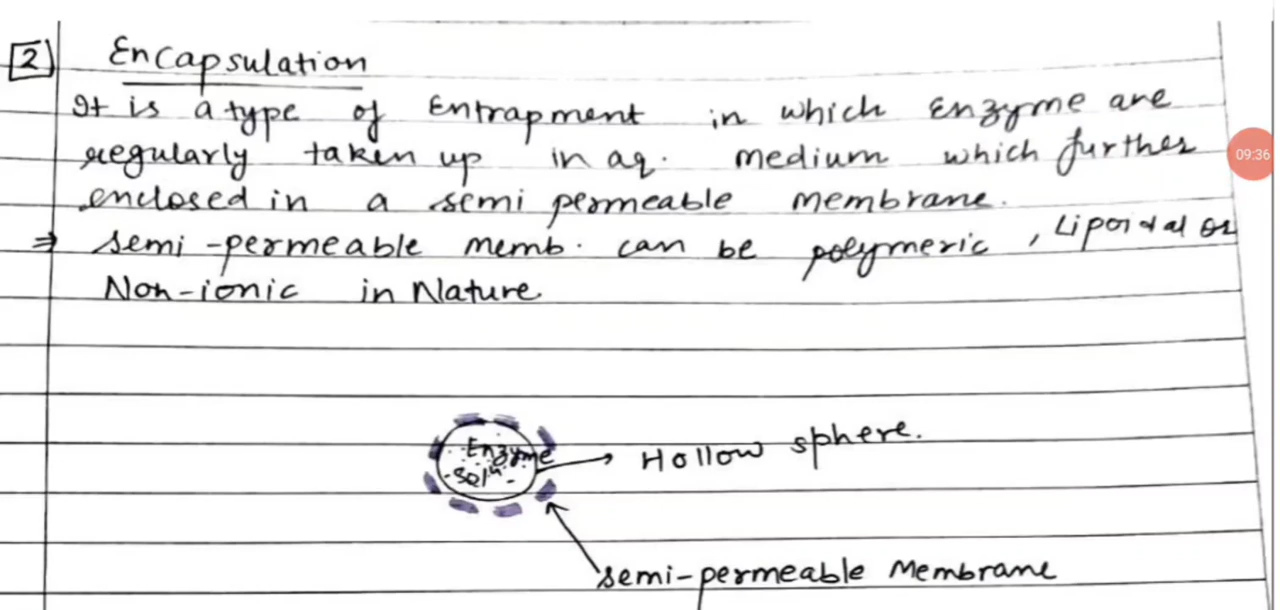 2 Encapsulation
It is a type of Entrapment in which Enzyme are
regularly taken up in aq. medium which further
enclosed in a semi permeable membrane.
⇒ semi-permeable memb. can be polymeric, Lipoidal or
Non-ionic in Nature.
Enzyme
Solⁿ
→ Hollow sphere.
semi-permeable Membrane
09:36